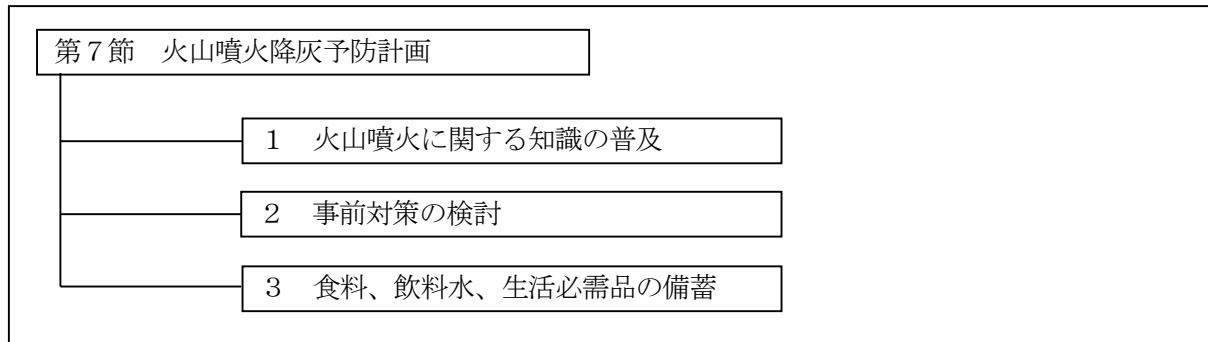 第７節　火山噴火降灰予防計画
１　火山噴火に関する知識の普及
２　事前対策の検討
３　食料、飲料水、生活必需品の備蓄